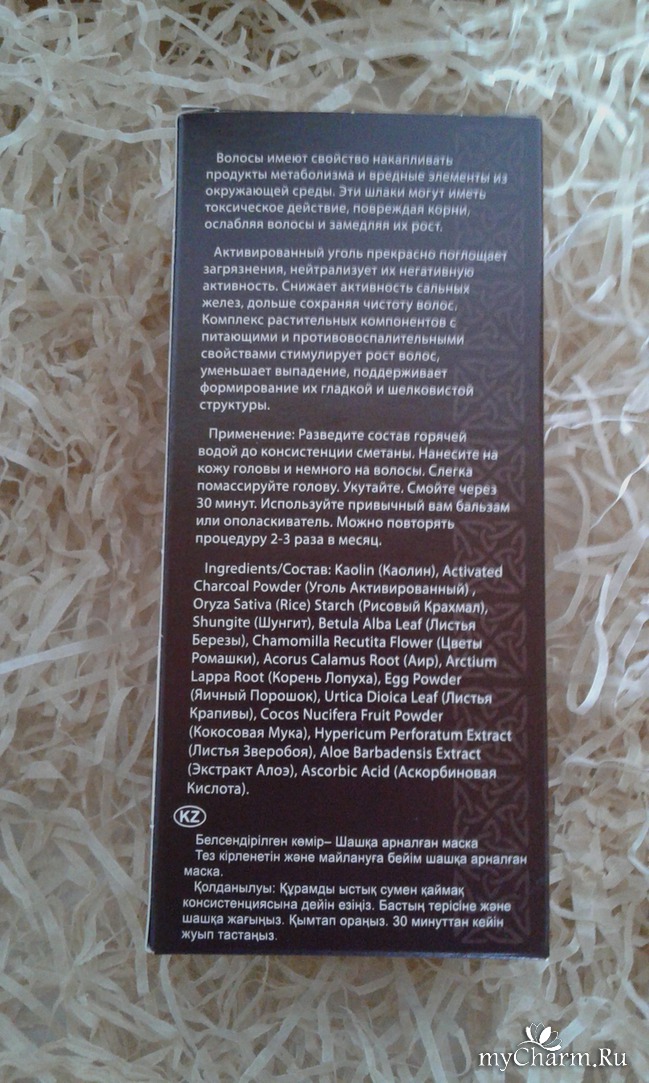 Волосы имеют свойство накапливать
продукты метаболизма и вредные элементы из
окружающей среды. Эти шлаки могут иметь
токсическое действие, повреждая корни,
ослабляя волосы и замедляя их рост.
Активированный уголь прекрасно поглощает
загрязнения, нейтрализует их негативную
активность. Снижает активность сальных
желез, дольше сохраняя чистоту волос.
Комплекс растительных компонентов с
питающими и противовоспалительными
свойствами стимулирует рост волос,
уменьшает выпадение, поддерживает
формирование их гладкой и шелковистой
структуры.
Применение: Разведите состав горячей
водой до консистенции сметаны. Нанесите на
кожу головы и немного на волосы. Слегка
помассируйте голову. Укутайте. Смойте через
30 минут. Используйте привычный вам бальзам
или ополаскиватель. Можно повторять
процедуру 2-3 раза в месяц.
Ingredients/Состав: Kaolin (Каолин), Activated
Charcoal Powder (Уголь Активированный) ,
Oryza Sativa (Rice) Starch (Рисовый Крахмал),
Shungite (Шунгит), Betula Alba Leaf (Листья
Березы), Chamomilla Recutita Flower (Цветы
Ромашки), Acorus Calamus Root (Аир), Arctium
Lappa Root (Корень Лопуха), Egg Powder
(Яичный Порошок), Urtica Dioica Leaf (Листья
Крапивы), Cocos Nucifera Fruit Powder
(Кокосовая Мука), Hypericum Perforatum Extract
(Листья Зверобоя), Aloe Barbadensis Extract
(Экстракт Алоэ), Ascorbic Acid (Аскорбиновая
Кислота).
KZ
Белсендірілген көмір– Шашқа арналған маска
Тез кірленетін және майлануға бейім шашқа арналған
маска.
Қолданылуы: Құрамды ыстық сумен қаймақ
консистенциясына дейін езіңіз. Бастың терісіне және
шашқа жағыңыз. Қымтап ораңыз. 30 минуттан кейін
жуып тастаңыз.
myCharm.Ru